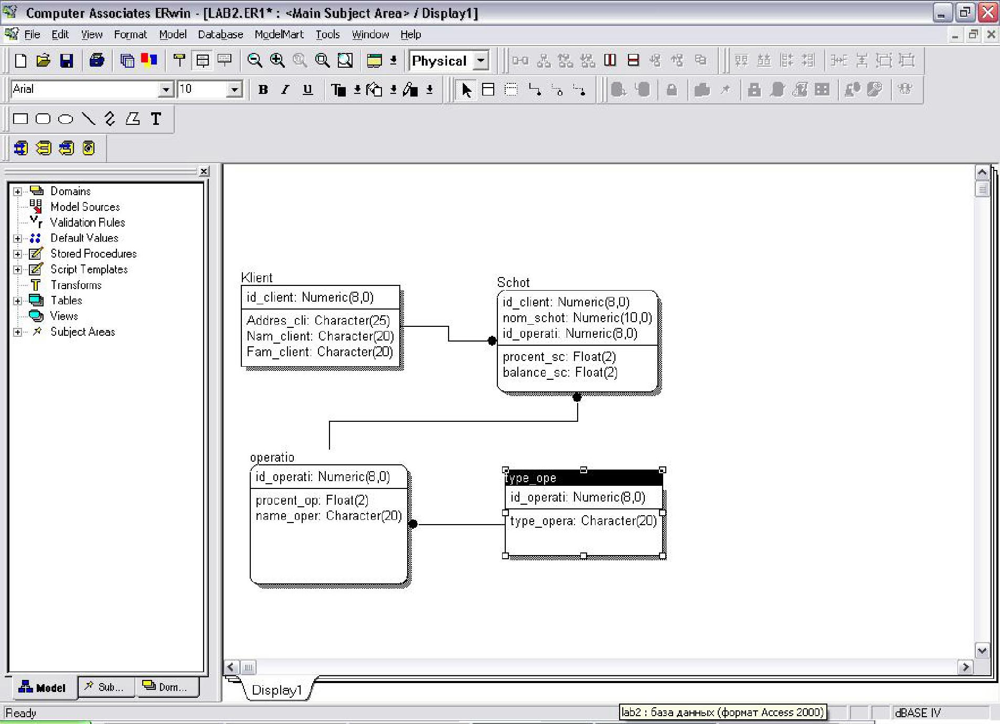 Computer Associates ERwin - [LAB2.ER1* : <Main Subject Area> / Display1]
File Edit View Format Model Database ModelMart Tools Window Help
Physical
Arial 10 B I U
T
Domains
Model Sources
Validation Rules
Default Values
Stored Procedures
Script Templates
Transforms
Tables
Views
Subject Areas
Klient
id_client: Numeric(8,0)
Addres_cli: Character(25)
Nam_client: Character(20)
Fam_client: Character(20)
Schot
id_client: Numeric(8,0)
nom_schot: Numeric(10,0)
id_operati: Numeric(8,0)
procent_sc: Float(2)
balance_sc: Float(2)
operatio
id_operati: Numeric(8,0)
procent_op: Float(2)
name_oper: Character(20)
type_ope
id_operati: Numeric(8,0)
type_opera: Character(20)
Model Sub... Dom...
Display1
Ready
lab2 : база данных (формат Access 2000)
dBASE IV